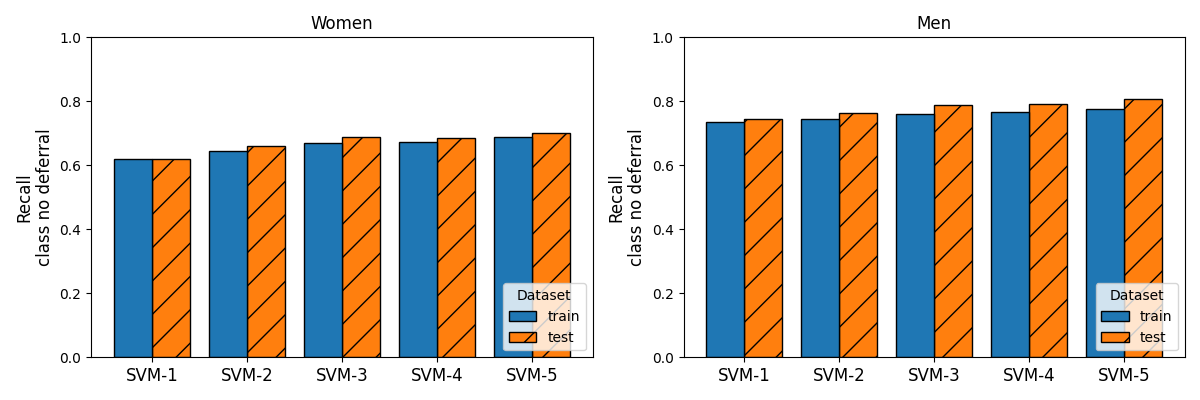 Women
Recall
class no deferral
1.0
0.8
0.6
0.4
0.2
0.0
SVM-1 SVM-2 SVM-3 SVM-4 SVM-5
Dataset
train
test
Men
Recall
class no deferral
1.0
0.8
0.6
0.4
0.2
0.0
SVM-1 SVM-2 SVM-3 SVM-4 SVM-5
Dataset
train
test